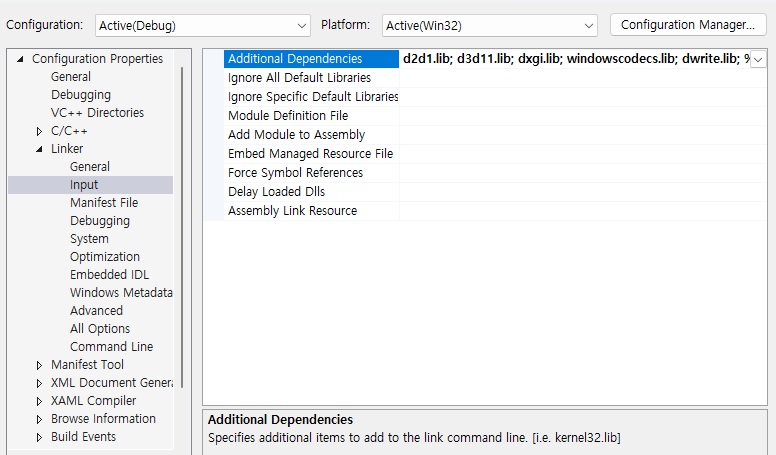 Configuration: Active(Debug) Platform: Active(Win32) Configuration Manager...
Configuration Properties
General
Debugging
VC++ Directories
C/C++
Linker
General
Input
Manifest File
Debugging
System
Optimization
Embedded IDL
Windows Metadata
Advanced
All Options
Command Line
Manifest Tool
XML Document Genera
XAML Compiler
Browse Information
Build Events
Additional Dependencies d2d1.lib; d3d11.lib; dxgi.lib; windowscodecs.lib; dwrite.lib; %
Ignore All Default Libraries
Ignore Specific Default Libraries
Module Definition File
Add Module to Assembly
Embed Managed Resource File
Force Symbol References
Delay Loaded Dlls
Assembly Link Resource
Additional Dependencies
Specifies additional items to add to the link command line. [i.e. kernel32.lib]